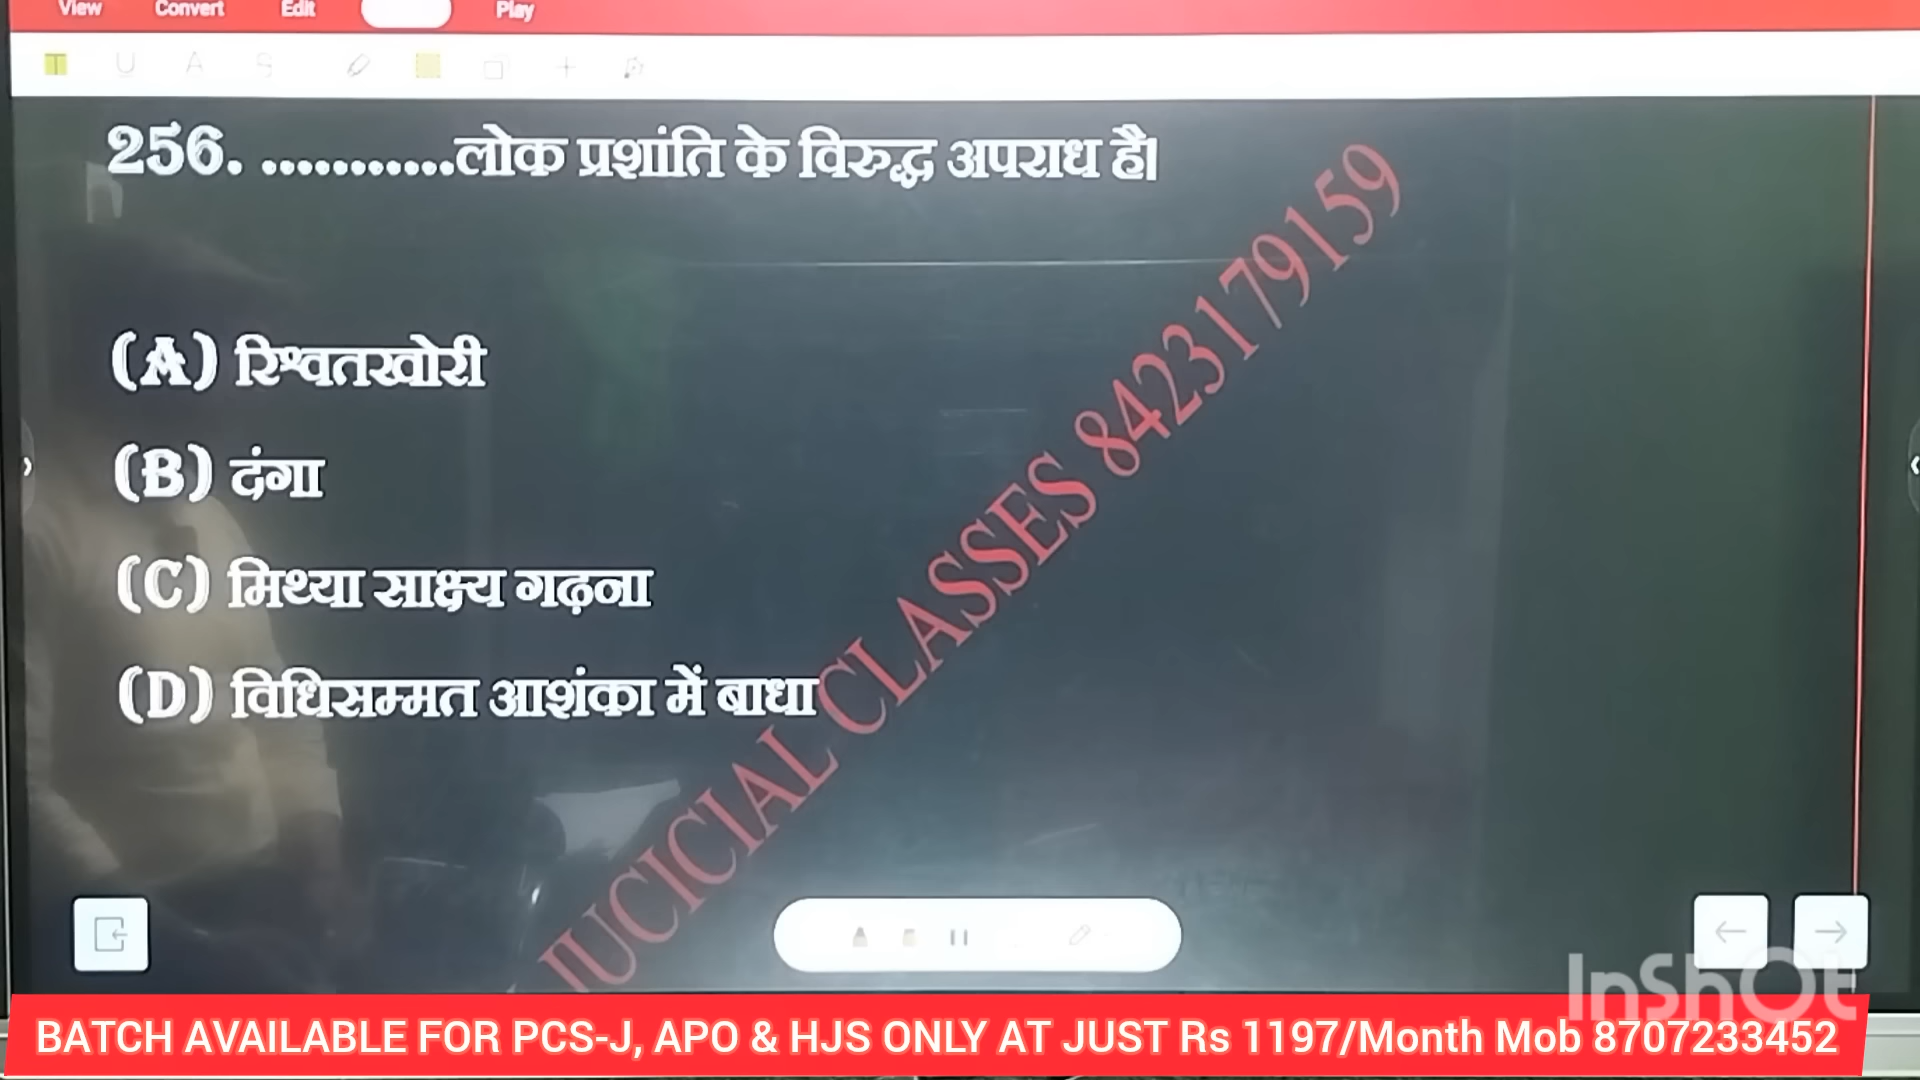 View Convert Edit Play
T U A S
256. ...........लोक प्रशांति के विरुद्ध अपराध है।
(A) रिश्वतखोरी
(B) दंगा
(C) मिथ्या साक्ष्य गढ़ना
(D) विधिसम्मत आशंका में बाधा
JUCICIAL CLASSES 8423179159
InShOt
BATCH AVAILABLE FOR PCS-J, APO & HJS ONLY AT JUST Rs 1197/Month Mob 8707233452